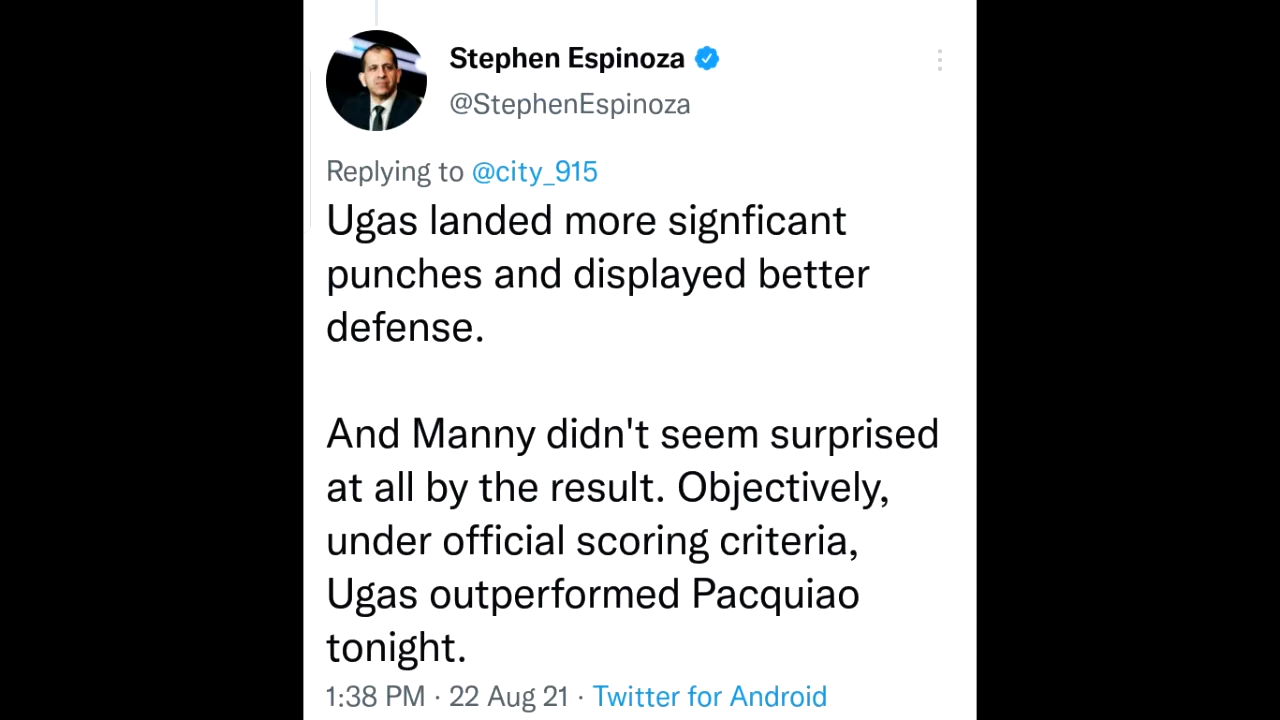 Stephen Espinoza
@StephenEspinoza
Replying to @city_915
Ugas landed more signficant
punches and displayed better
defense.
And Manny didn't seem surprised
at all by the result. Objectively,
under official scoring criteria,
Ugas outperformed Pacquiao
tonight.
1:38 PM · 22 Aug 21 · Twitter for Android